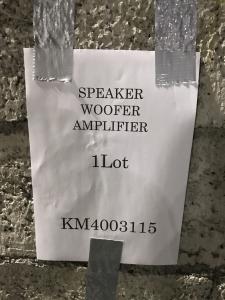 SPEAKER
WOOFER
AMPLIFIER
1Lot
KM4003115